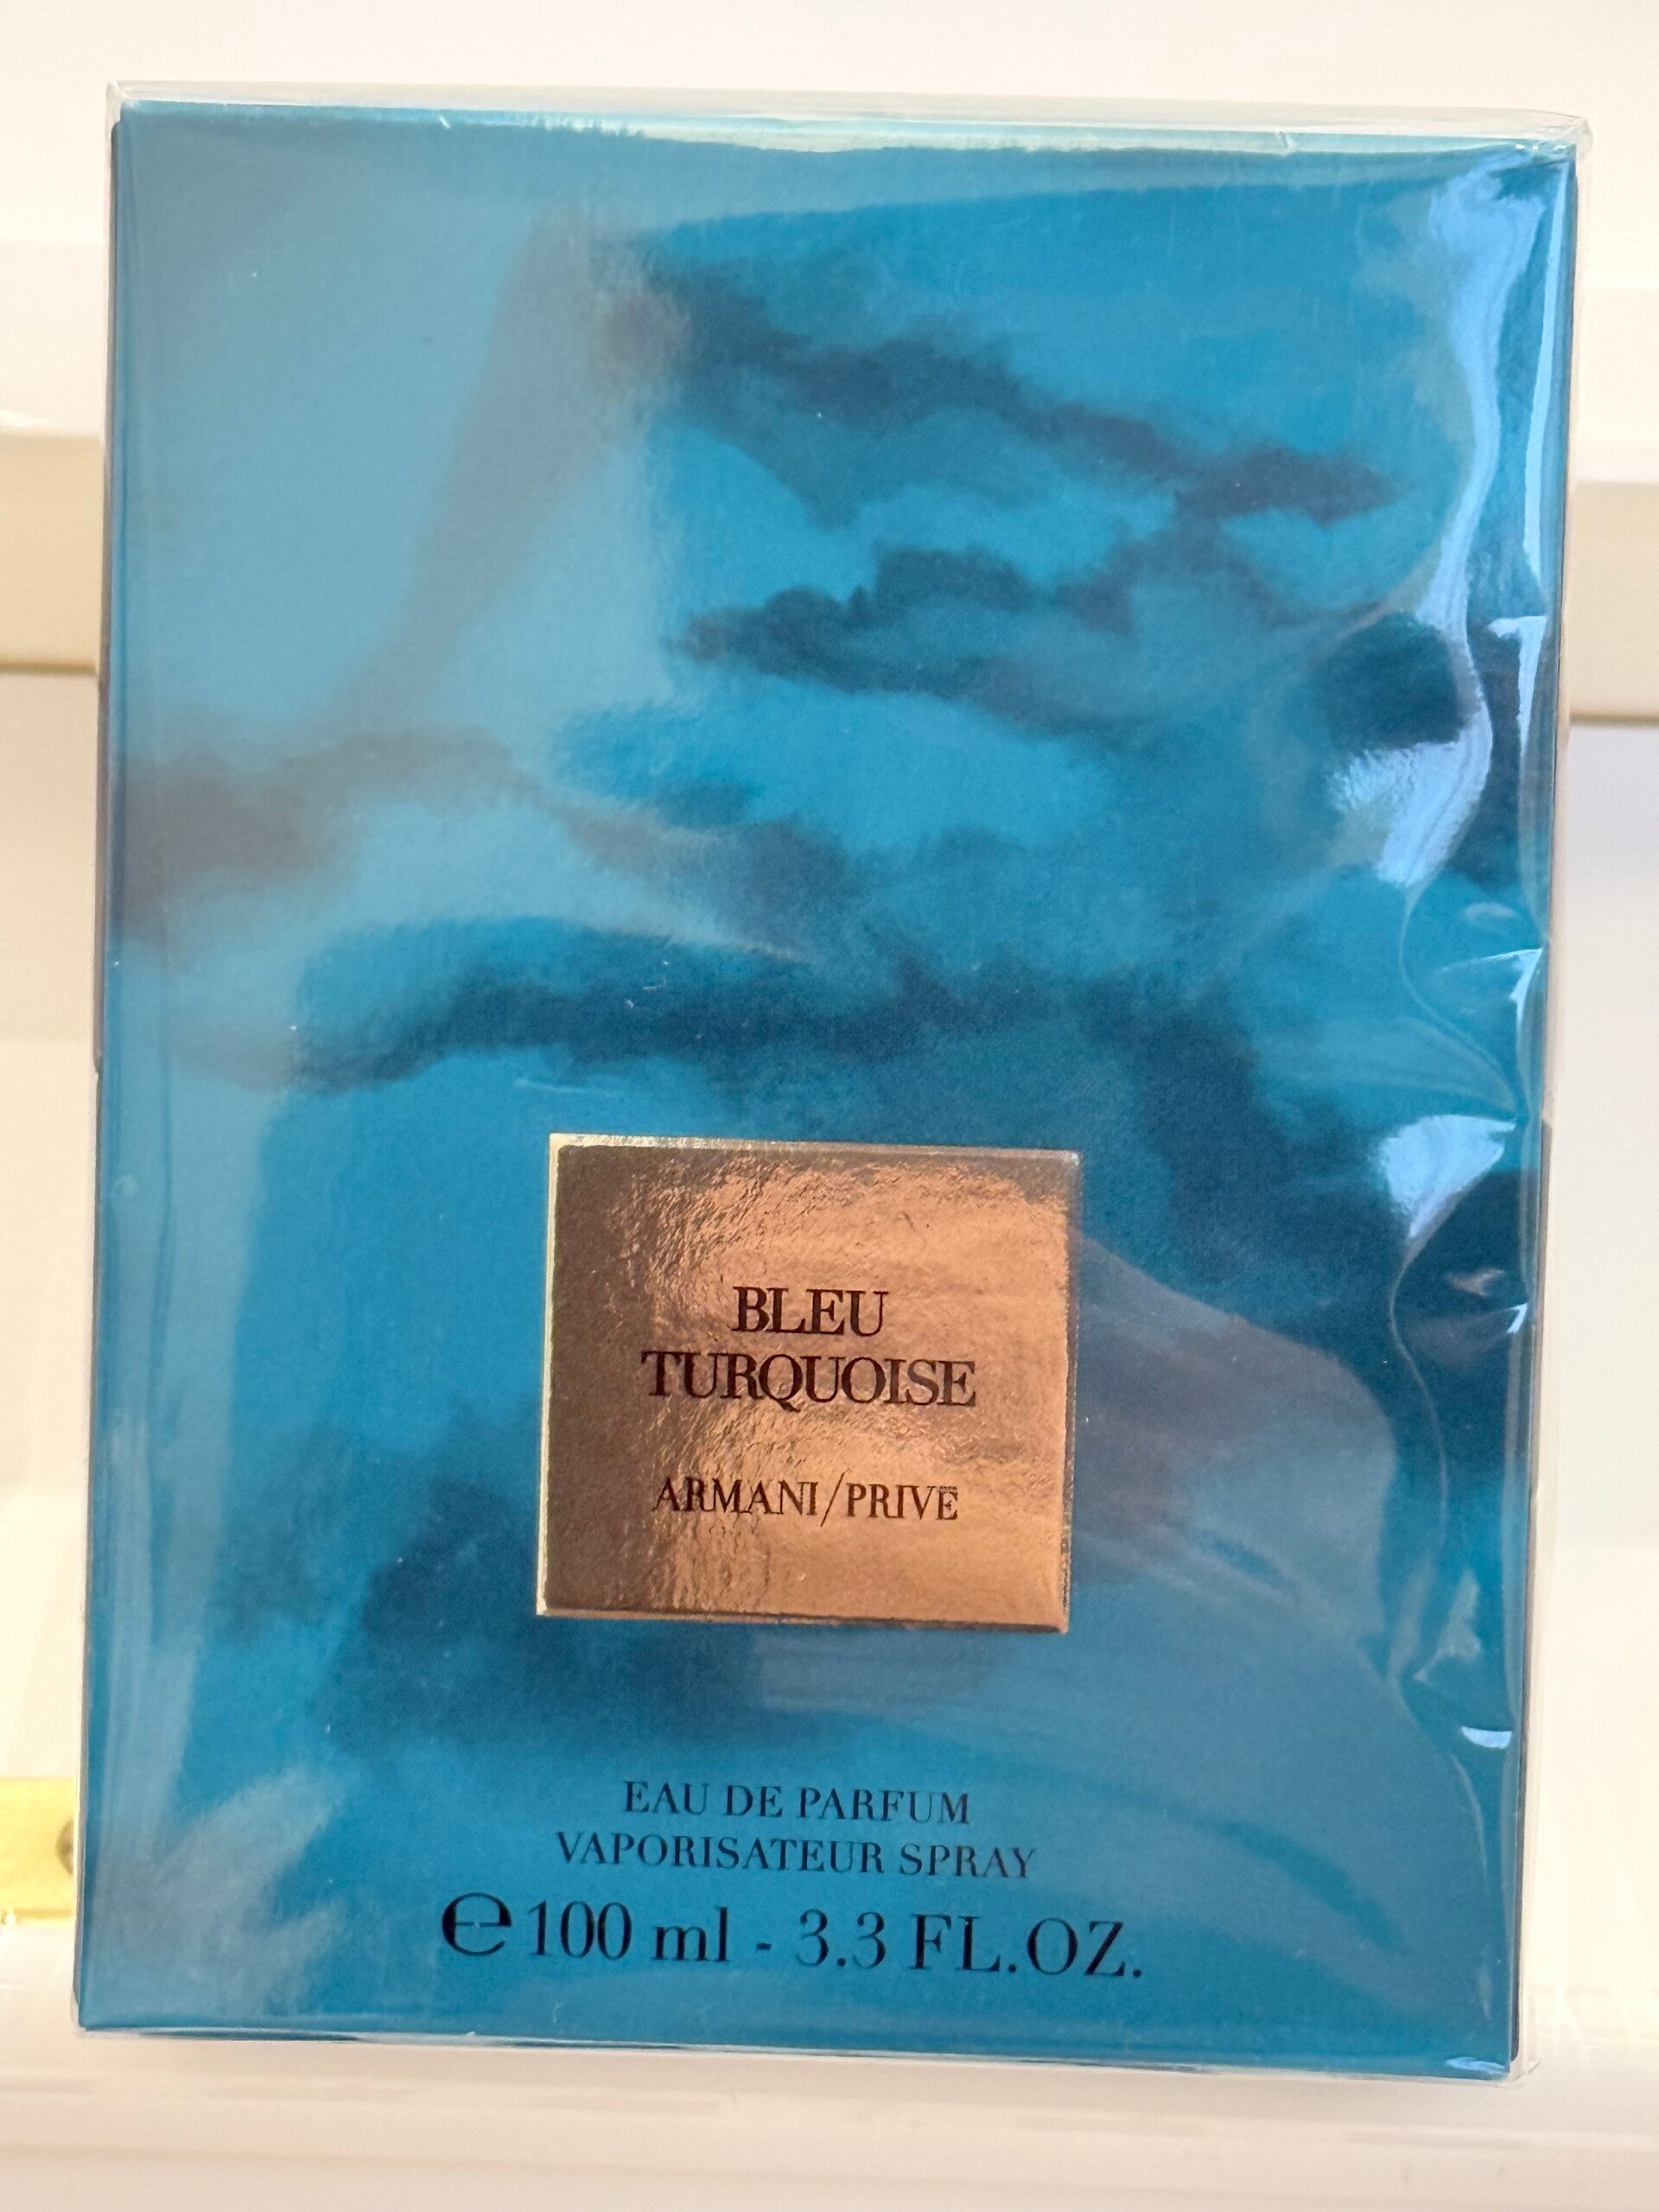 BLEU
TURQUOISE
ARMANI/PRIVÉ
EAU DE PARFUM
VAPORISATEUR SPRAY
℮ 100 ml - 3.3 FL.OZ.